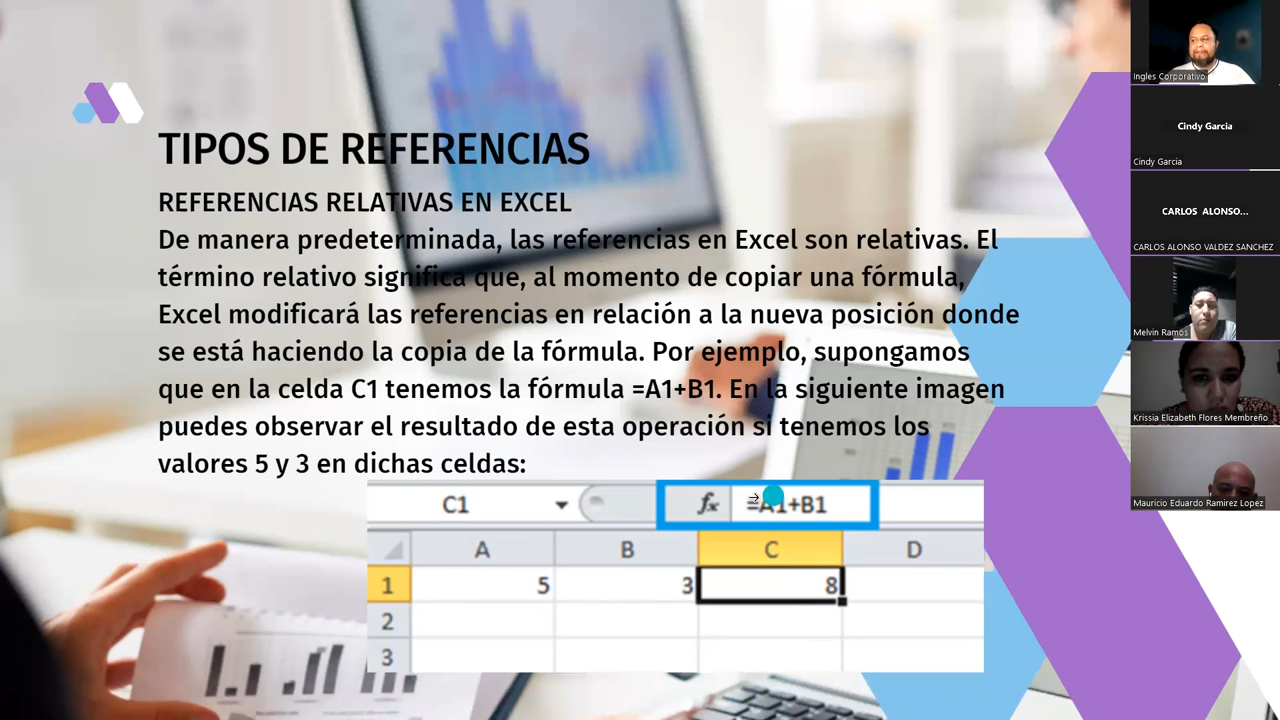 TIPOS DE REFERENCIAS
REFERENCIAS RELATIVAS EN EXCEL
De manera predeterminada, las referencias en Excel son relativas. El
término relativo significa que, al momento de copiar una fórmula,
Excel modificará las referencias en relación a la nueva posición donde
se está haciendo la copia de la fórmula. Por ejemplo, supongamos
que en la celda C1 tenemos la fórmula =A1+B1. En la siguiente imagen
puedes observar el resultado de esta operación si tenemos los
valores 5 y 3 en dichas celdas:
C1 fx =A1+B1
A B C D
1 5 3 8
2
3
Ingles Corporativo
Cindy Garcia
Cindy Garcia
CARLOS ALONSO...
CARLOS ALONSO VALDEZ SANCHEZ
Melvin Ramos
Krissia Elizabeth Flores Membreño
Mauricio Eduardo Ramirez Lopez